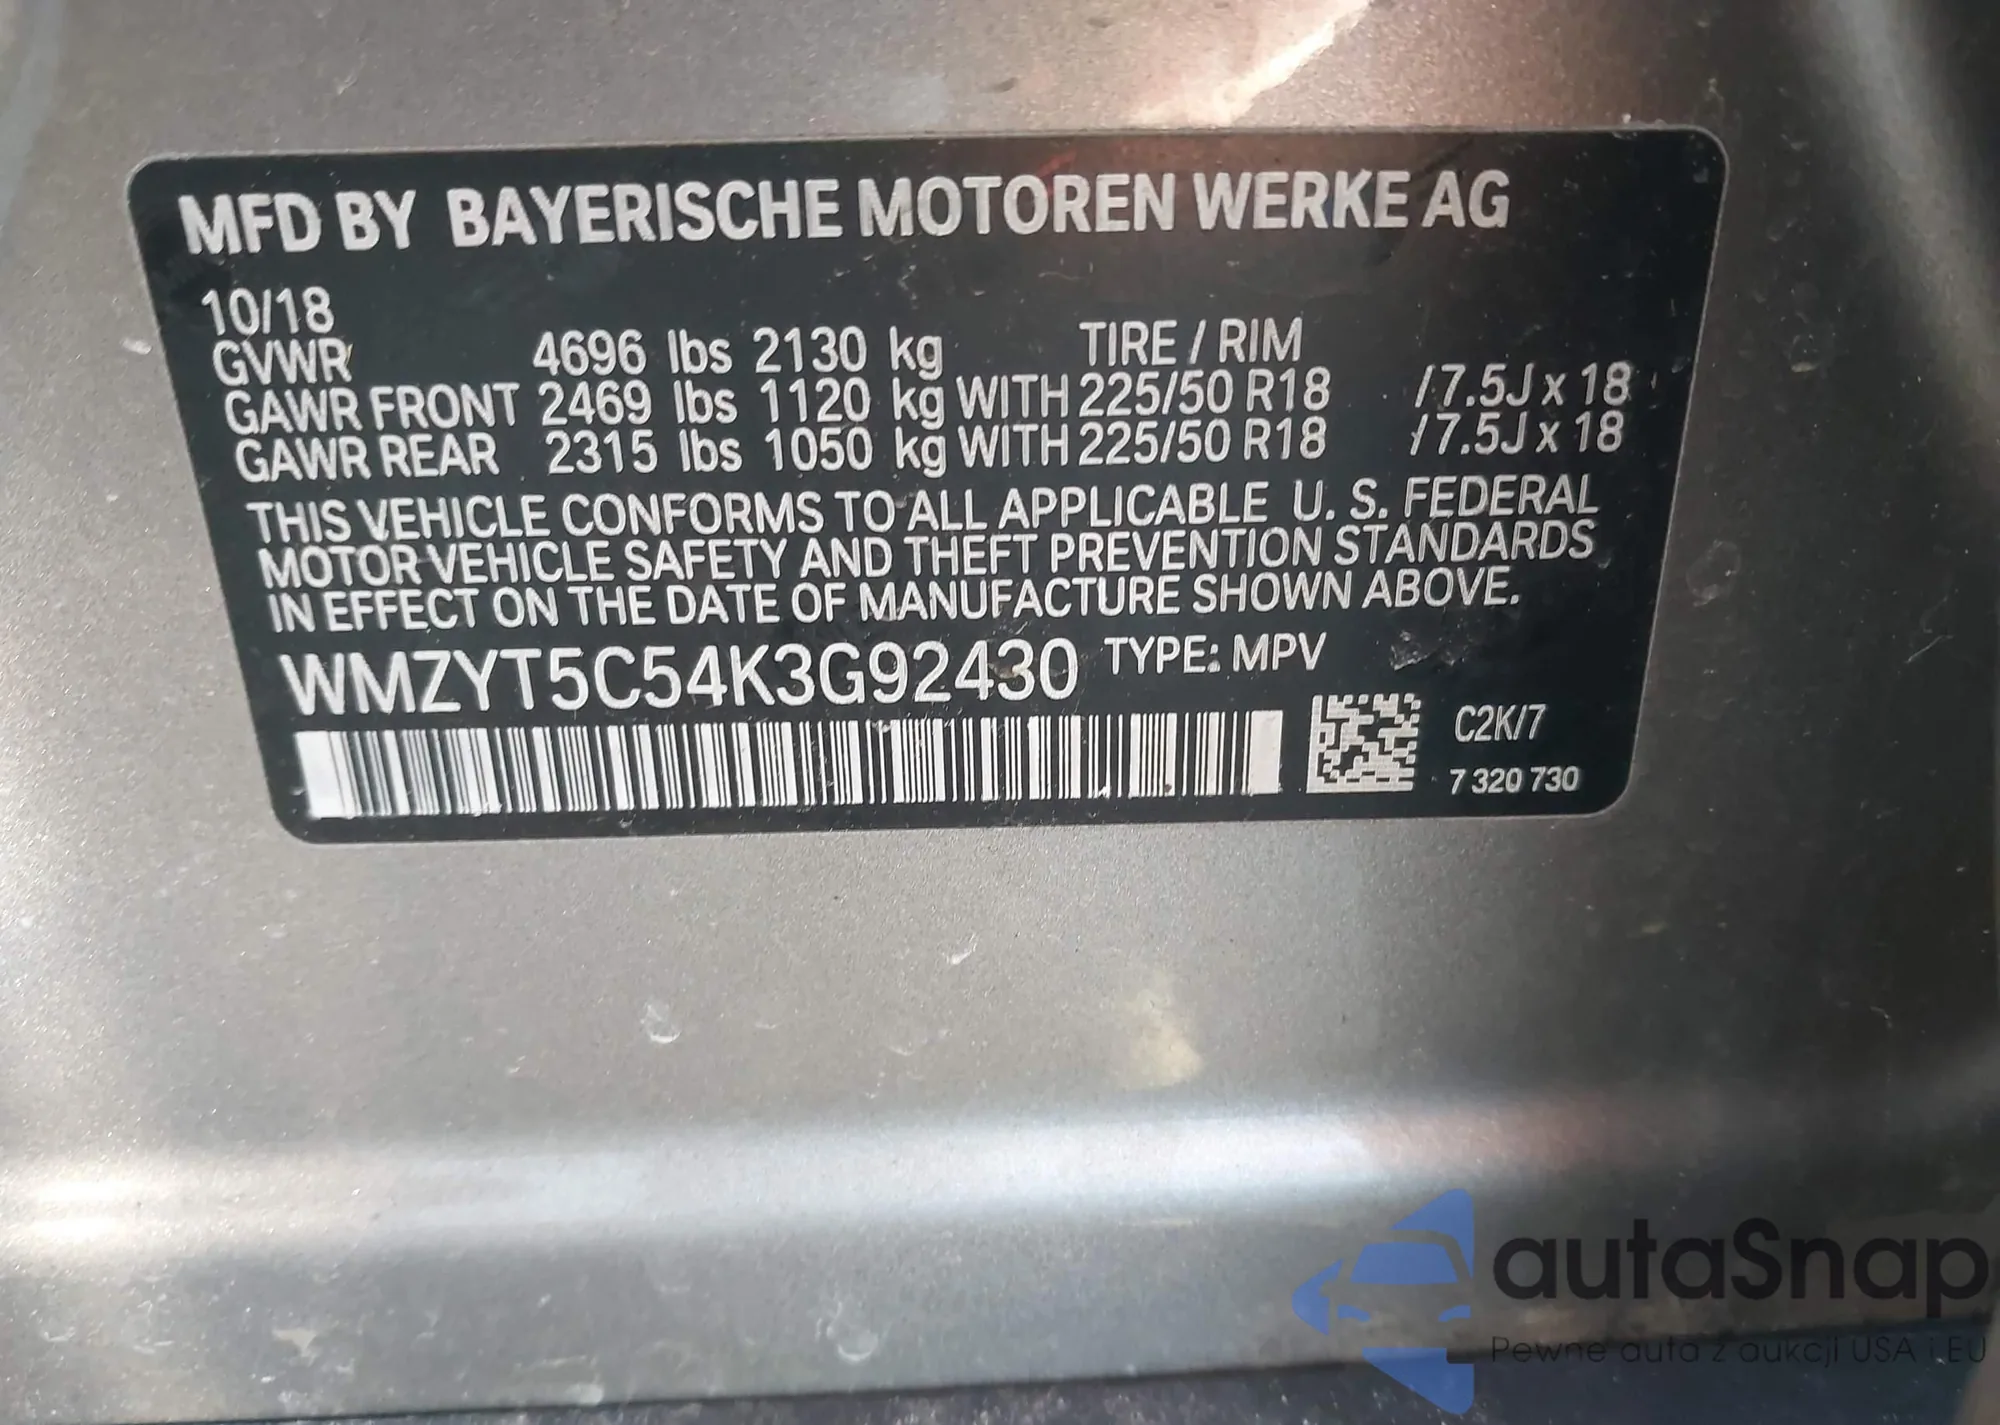 MFD BY BAYERISCHE MOTOREN WERKE AG
10/18
GVWR 4696 lbs 2130 kg TIRE / RIM
GAWR FRONT 2469 lbs 1120 kg WITH 225/50 R18 /7.5J x 18
GAWR REAR 2315 lbs 1050 kg WITH 225/50 R18 /7.5J x 18
THIS VEHICLE CONFORMS TO ALL APPLICABLE U. S. FEDERAL
MOTOR VEHICLE SAFETY AND THEFT PREVENTION STANDARDS
IN EFFECT ON THE DATE OF MANUFACTURE SHOWN ABOVE.
WMZYT5C54K3G92430 TYPE: MPV
C2K/7
7 320 730
autaSnap
Pewne auta z aukcji USA i EU